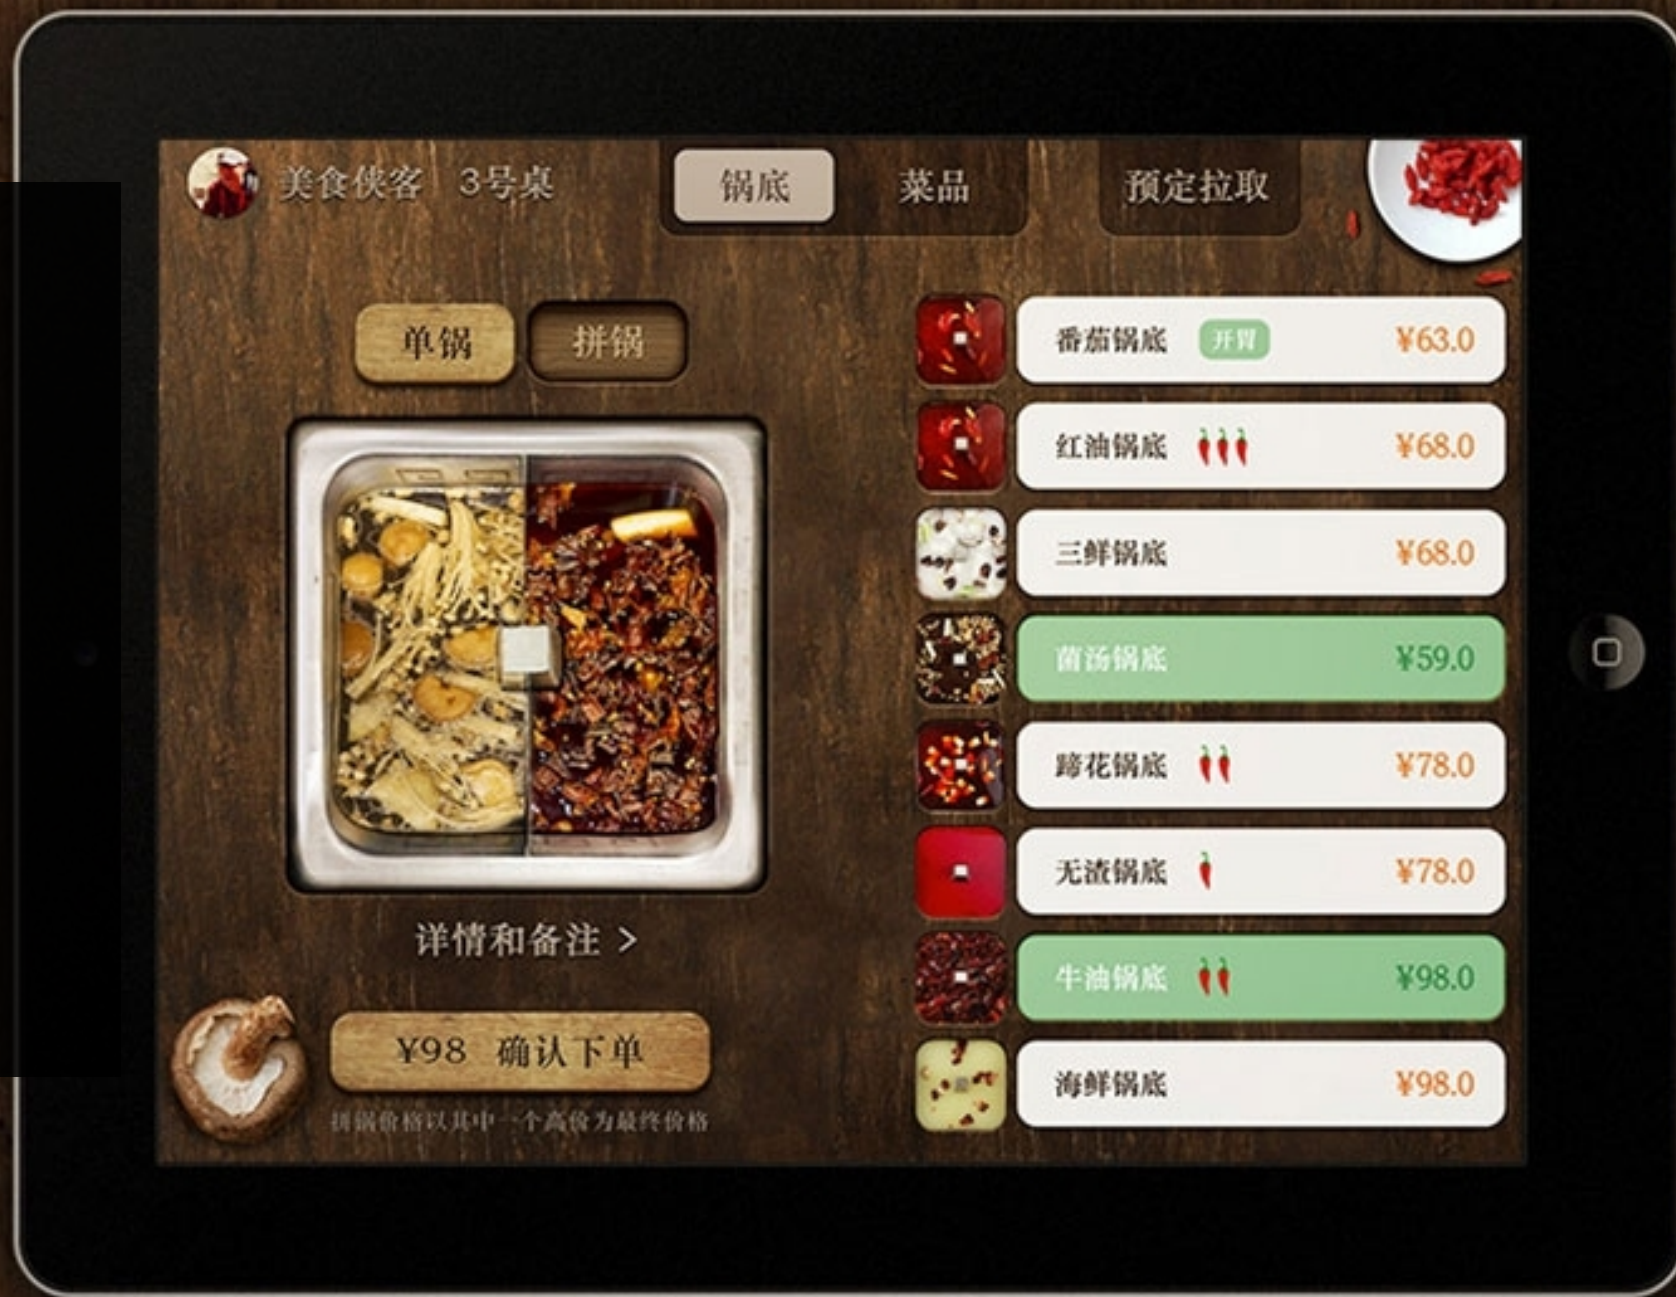 美食侠客 3号桌 锅底 菜品 预定拉取
单锅 拼锅
番茄锅底 开胃 ¥63.0
红油锅底 ¥68.0
三鲜锅底 ¥68.0
菌汤锅底 ¥59.0
蹄花锅底 ¥78.0
无渣锅底 ¥78.0
牛油锅底 ¥98.0
海鲜锅底 ¥98.0
详情和备注 >
¥98 确认下单
拼锅价格以其中一个高价为最终价格